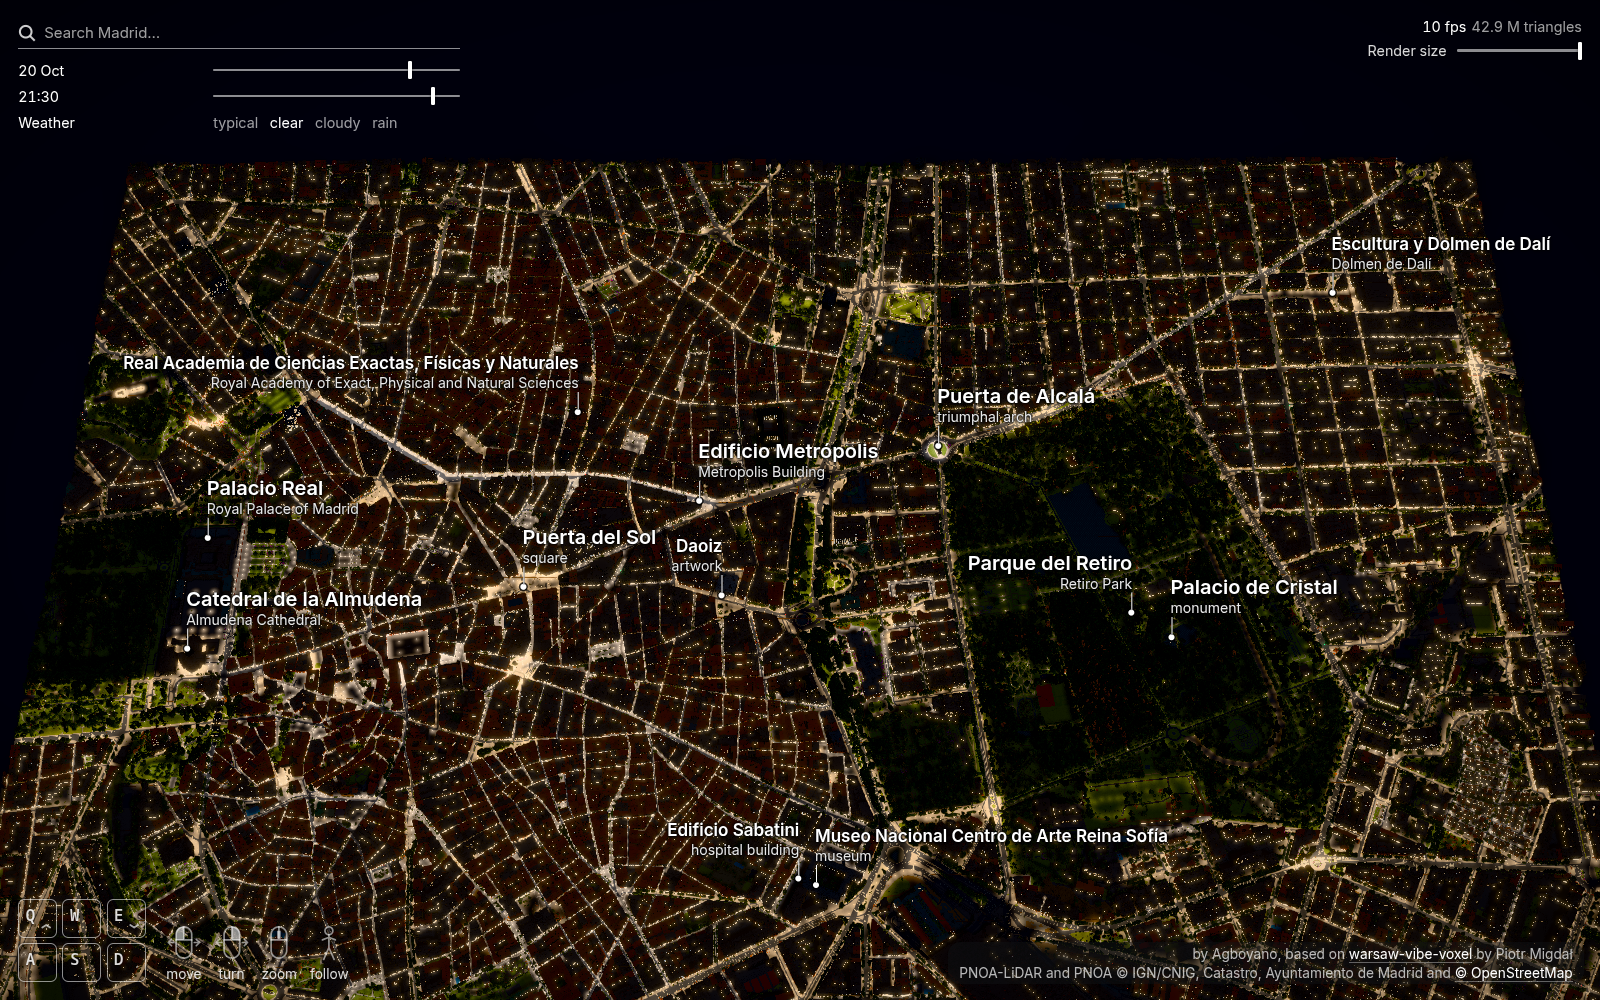 Search Madrid...
20 Oct
21:30
Weather typical clear cloudy rain
10 fps 42.9 M triangles
Render size
Escultura y Dolmen de Dalí
Dolmen de Dalí
Real Academia de Ciencias Exactas, Físicas y Naturales
Royal Academy of Exact, Physical and Natural Sciences
Puerta de Alcalá
triumphal arch
Edificio Metrópolis
Metropolis Building
Palacio Real
Royal Palace of Madrid
Puerta del Sol
square
Daoiz
artwork
Parque del Retiro
Retiro Park
Palacio de Cristal
monument
Catedral de la Almudena
Almudena Cathedral
Edificio Sabatini
hospital building
Museo Nacional Centro de Arte Reina Sofía
museum
Q W E
A S D
move turn zoom follow
by Agboyano, based on warsaw-vibe-voxel by Piotr Migdał
PNOA-LiDAR and PNOA © IGN/CNIG, Catastro, Ayuntamiento de Madrid and © OpenStreetMap